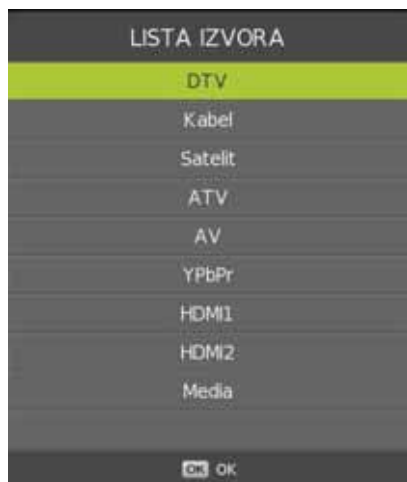 LISTA IZVORA
DTV
Kabel
Satelit
ATV
AV
YPbPr
HDMI1
HDMI2
Media
OK OK